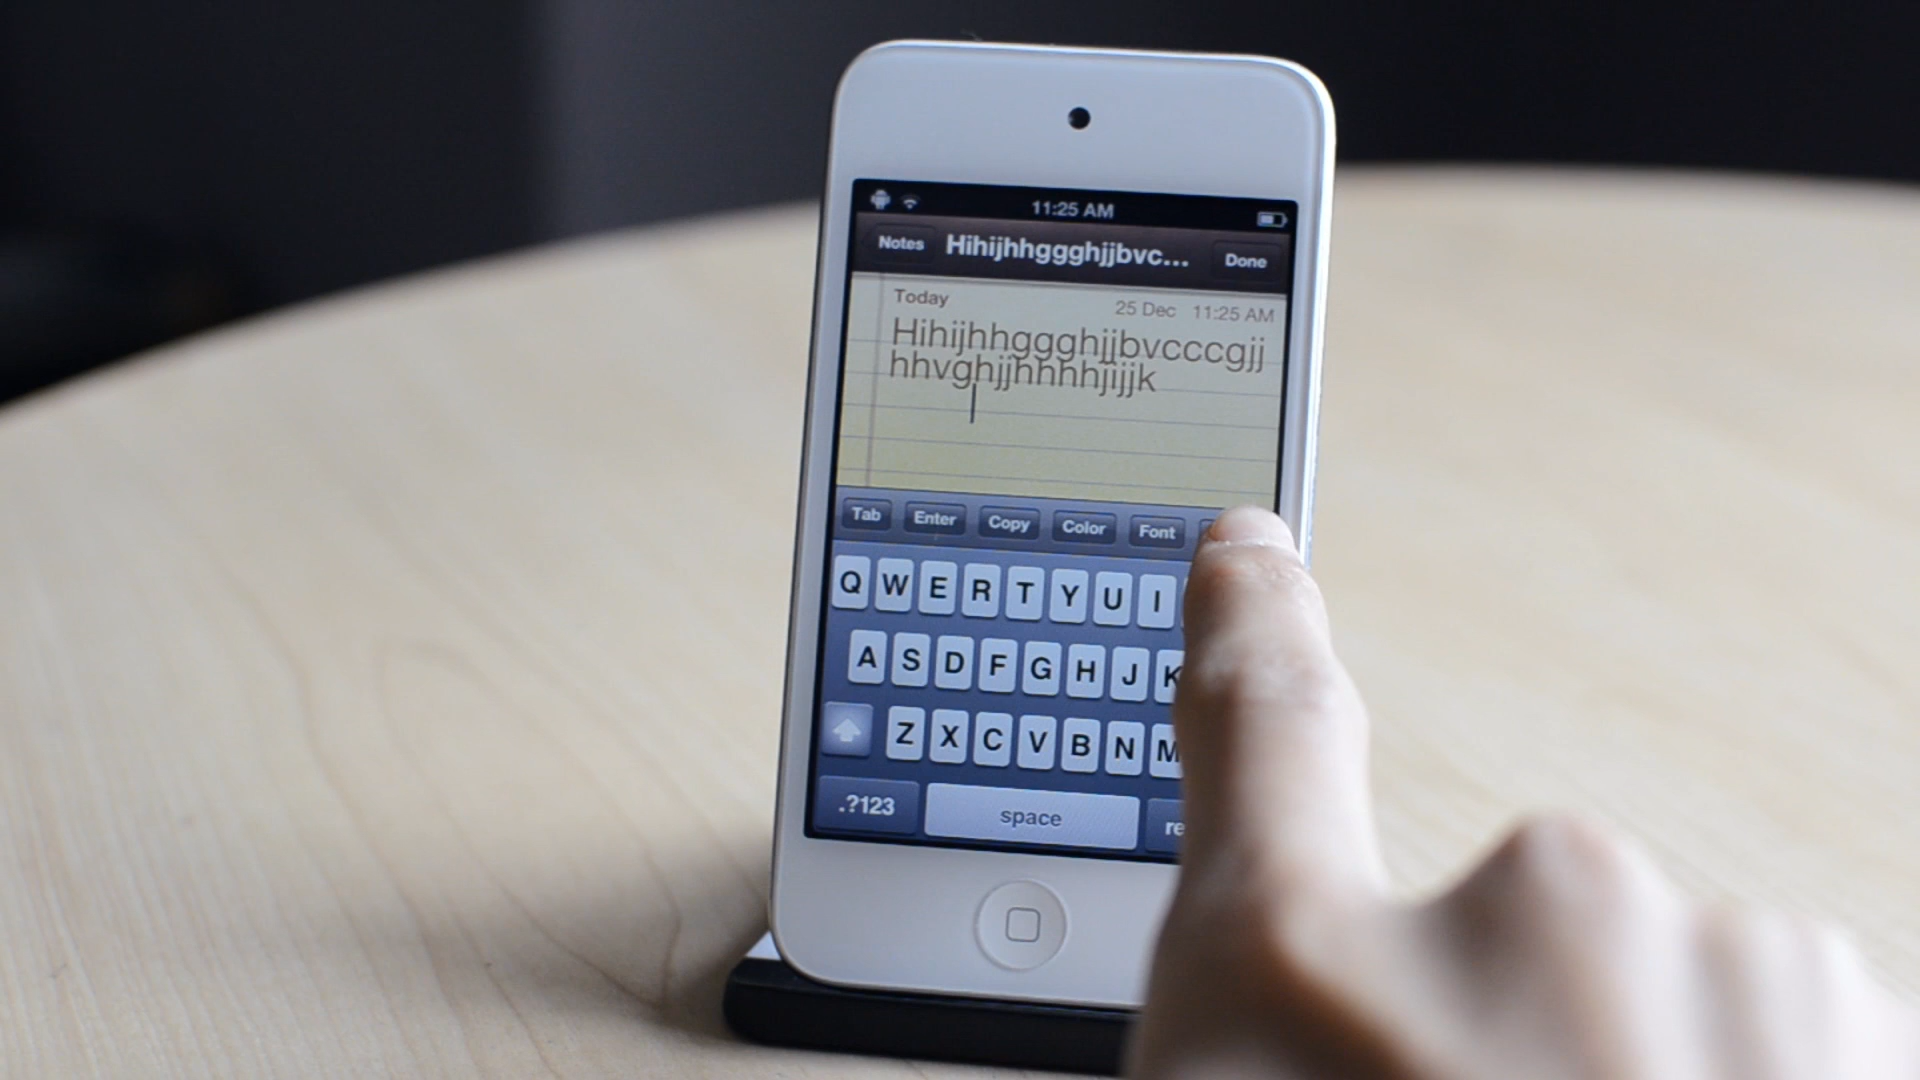 11:25 AM
Notes Hihijhhggghjjbvc... Done
Today 25 Dec 11:25 AM
Hihijhhggghjjbvcccgjj
hhvghjjhhhhjijjk
Tab Enter Copy Color Font
Q W E R T Y U I
A S D F G H J K
Z X C V B N M
.?123 space